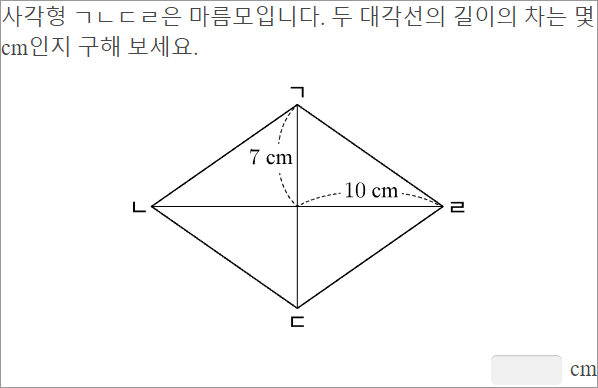 사각형 ㄱㄴㄷㄹ은 마름모입니다. 두 대각선의 길이의 차는 몇
cm인지 구해 보세요.
ㄱ
7 cm
10 cm
ㄴ
ㄹ
ㄷ
cm